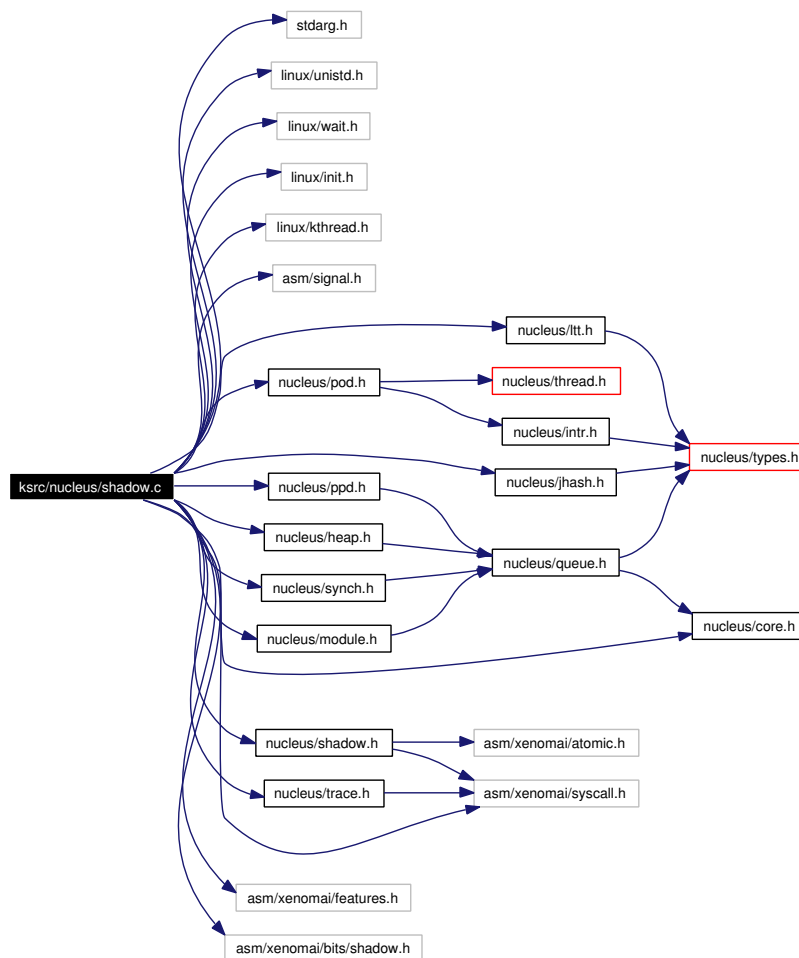 stdarg.h
linux/unistd.h
linux/wait.h
linux/init.h
linux/kthread.h
asm/signal.h
nucleus/ltt.h
nucleus/pod.h
nucleus/thread.h
nucleus/intr.h
nucleus/types.h
ksrc/nucleus/shadow.c
nucleus/jhash.h
nucleus/ppd.h
nucleus/heap.h
nucleus/queue.h
nucleus/synch.h
nucleus/module.h
nucleus/core.h
nucleus/shadow.h
asm/xenomai/atomic.h
nucleus/trace.h
asm/xenomai/syscall.h
asm/xenomai/features.h
asm/xenomai/bits/shadow.h